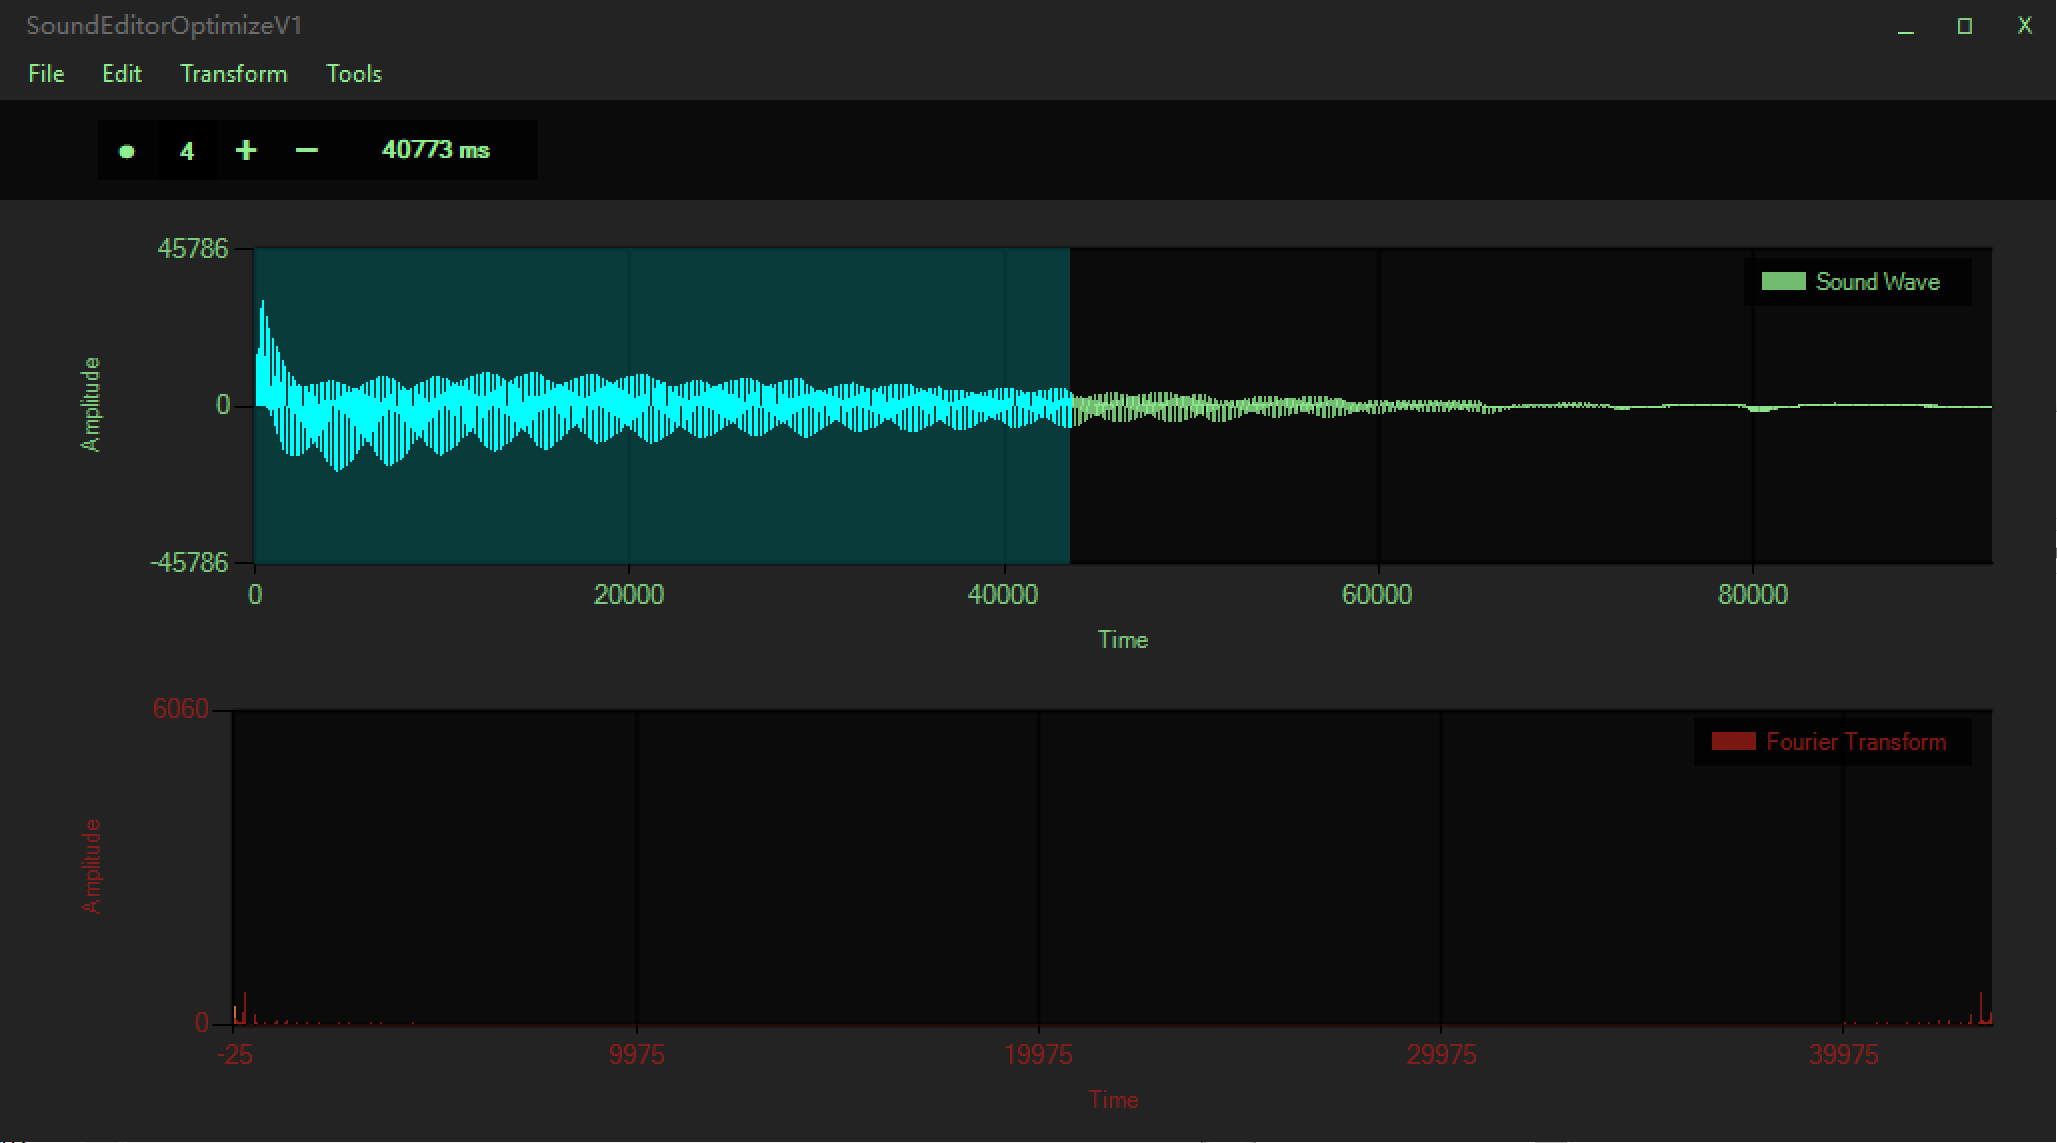 SoundEditorOptimizeV1
_ □ X
File Edit Transform Tools
● 4 + − 40773 ms
45786
Sound Wave
Amplitude
0
-45786
0 20000 40000 60000 80000
Time
6060
Fourier Transform
Amplitude
0
-25 9975 19975 29975 39975
Time